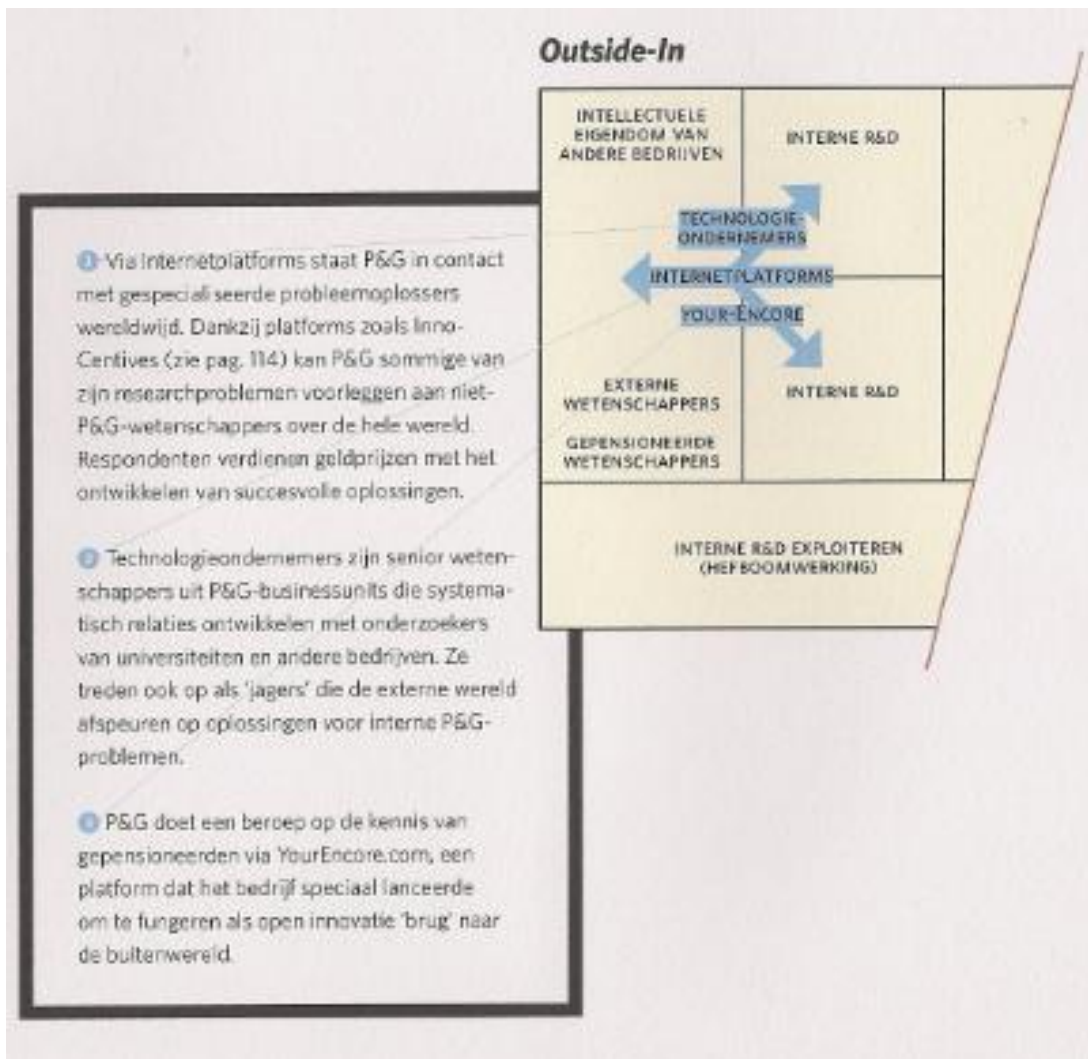 Outside-In
INTELLECTUELE
EIGENDOM VAN
ANDERE BEDRIJVEN
INTERNE R&D
TECHNOLOGIE-
ONDERNEMERS
INTERNETPLATFORMS
YOUR-ENCORE
EXTERNE
WETENSCHAPPERS
INTERNE R&D
GEPENSIONEERDE
WETENSCHAPPERS
INTERNE R&D EXPLOITEREN
(HEFBOOMWERKING)
1 Via Internetplatforms staat P&G in contact
met gespecialiseerde probleemoplossers
wereldwijd. Dankzij platforms zoals Inno-
Centives (zie pag. 114) kan P&G sommige van
zijn researchproblemen voorleggen aan niet-
P&G-wetenschappers over de hele wereld.
Respondenten verdienen geldprijzen met het
ontwikkelen van succesvolle oplossingen.
2 Technologieondernemers zijn senior weten-
schappers uit P&G-businessunits die systema-
tisch relaties ontwikkelen met onderzoekers
van universiteiten en andere bedrijven. Ze
treden ook op als 'jagers' die de externe wereld
afspeuren op oplossingen voor interne P&G-
problemen.
3 P&G doet een beroep op de kennis van
gepensioneerden via YourEncore.com, een
platform dat het bedrijf speciaal lanceerde
om te fungeren als open innovatie 'brug' naar
de buitenwereld.